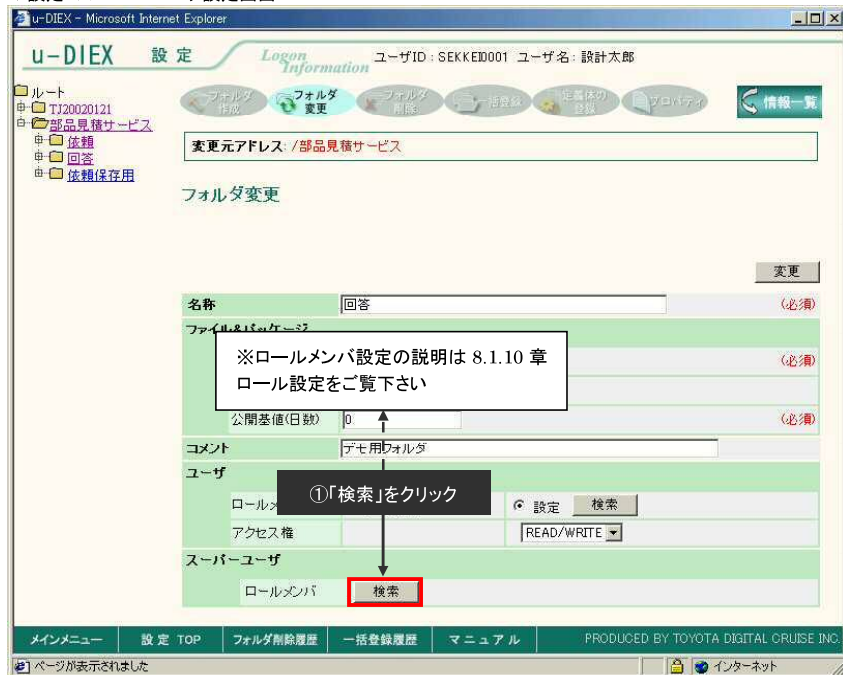 u-DIEX - Microsoft Internet Explorer
u-DIEX 設 定 Logon Information ユーザID : SEKKEI0001 ユーザ名 : 設計太郎
フォルダ作成 フォルダ変更 フォルダ削除 一括登録 定義体の登録 プロパティ 情報一覧
ルート
TJ20020121
部品見積サービス
依頼
回答
依頼保存用
変更元アドレス: /部品見積サービス
フォルダ変更
変更
名称 回答 (必須)
ファイル&パッケージ
※ロールメンバ設定の説明は 8.1.10 章
ロール設定をご覧下さい
(必須)
公開基値(日数) 0 (必須)
コメント デモ用フォルダ
ユーザ
①「検索」をクリック
設定 検索
アクセス権 READ/WRITE
スーパーユーザ
ロールメンバ 検索
メインメニュー 設 定 TOP フォルダ削除履歴 一括登録履歴 マニュアル PRODUCED BY TOYOTA DIGITAL CRUISE INC.
ページが表示されました インターネット